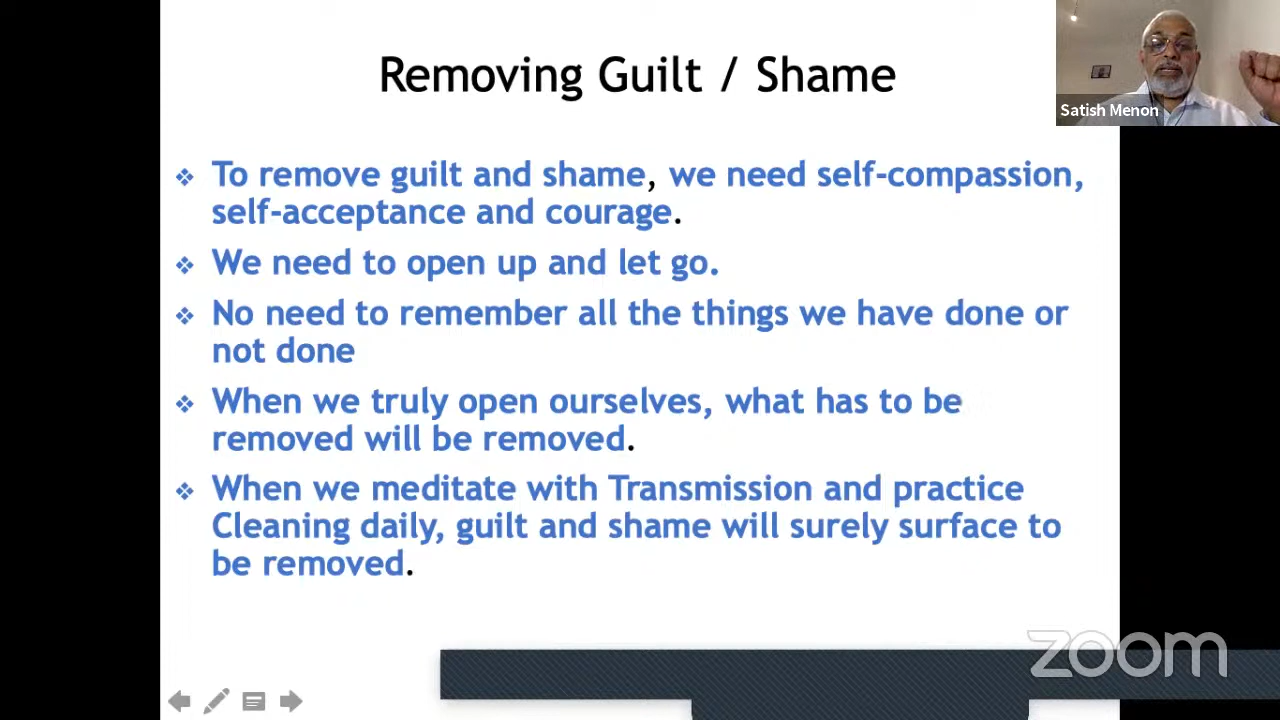 Removing Guilt / Shame
Satish Menon
❖ To remove guilt and shame, we need self-compassion,
self-acceptance and courage.
❖ We need to open up and let go.
❖ No need to remember all the things we have done or
not done
❖ When we truly open ourselves, what has to be
removed will be removed.
❖ When we meditate with Transmission and practice
Cleaning daily, guilt and shame will surely surface to
be removed.
zoom